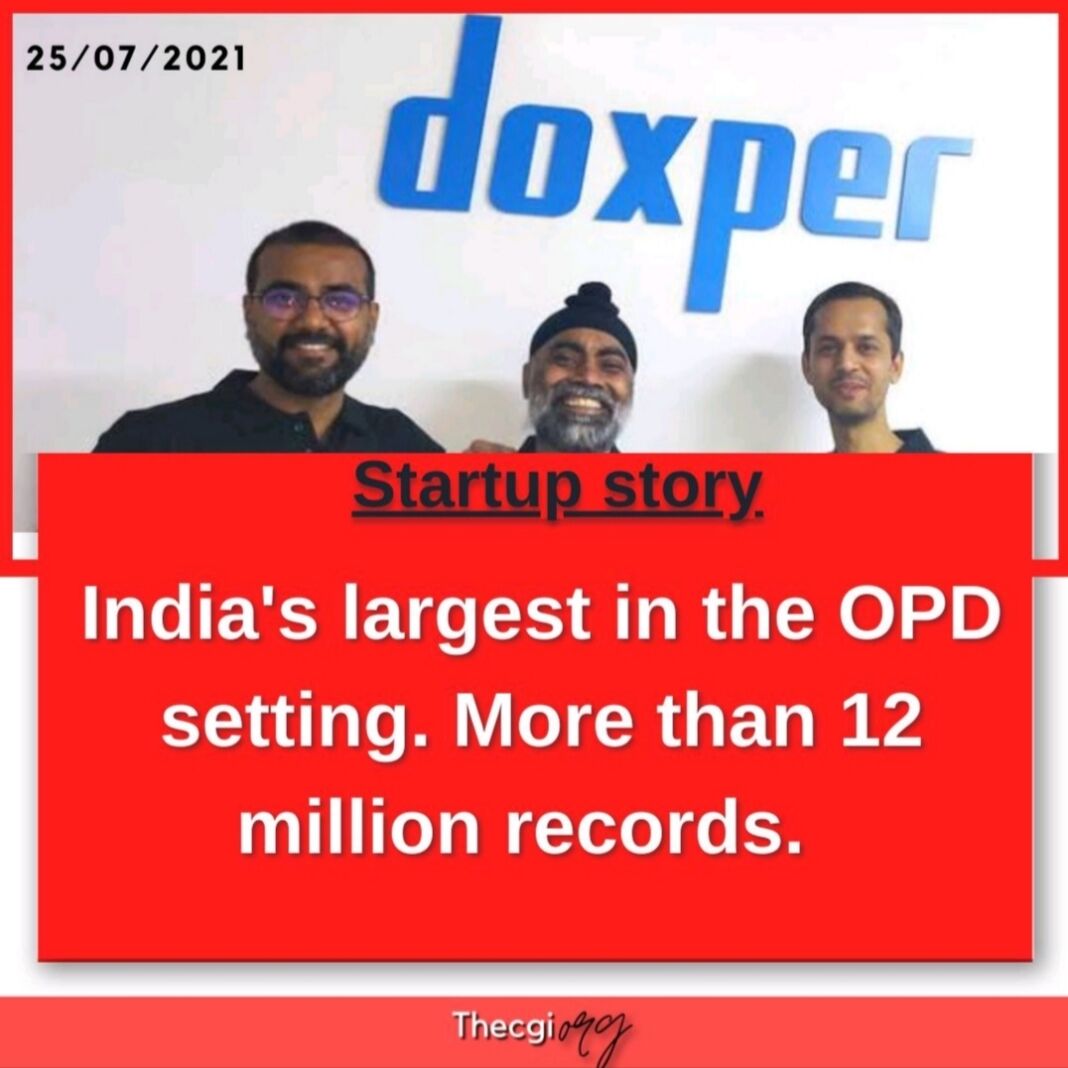 25/07/2021
doxper
Startup story
India's largest in the OPD
setting. More than 12
million records.
Thecgiorg